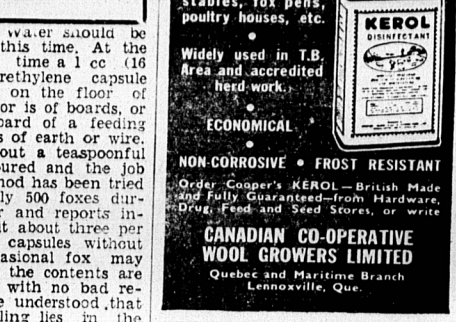 Water should be
this time. At the
time a 1 cc (16
rethylene capsule
on the floor of
or is of boards, or
oard of a feeding
s of earth or wire.
out a teaspoonful
ured and the job
hod has been tried
ly 500 foxes dur-
r and reports in-
t about three per
capsules without
asional fox may
the contents are
with no bad re-
e understood that
ling lies in the
stables, fox pens,
poultry houses, etc.
Widely used in T.B.
Area and accredited
herd work.
ECONOMICAL
NON-CORROSIVE • FROST RESISTANT
Order Cooper's KEROL—British Made
and Fully Guaranteed—from Hardware,
Drug, Feed and Seed Stores, or write
CANADIAN CO-OPERATIVE
WOOL GROWERS LIMITED
Quebec and Maritime Branch
Lennoxville, Que.
KEROL
DISINFECTANT